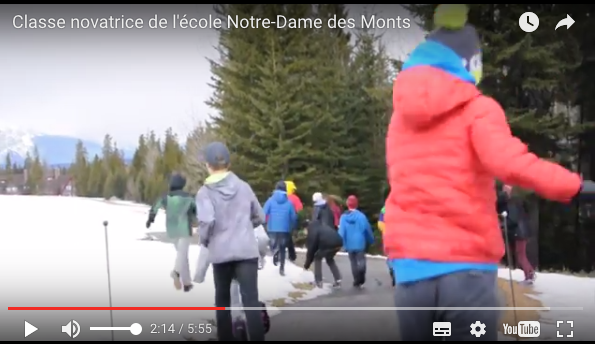 Classe novatrice de l'école Notre-Dame des Monts
2:14 / 5:55
YouTube